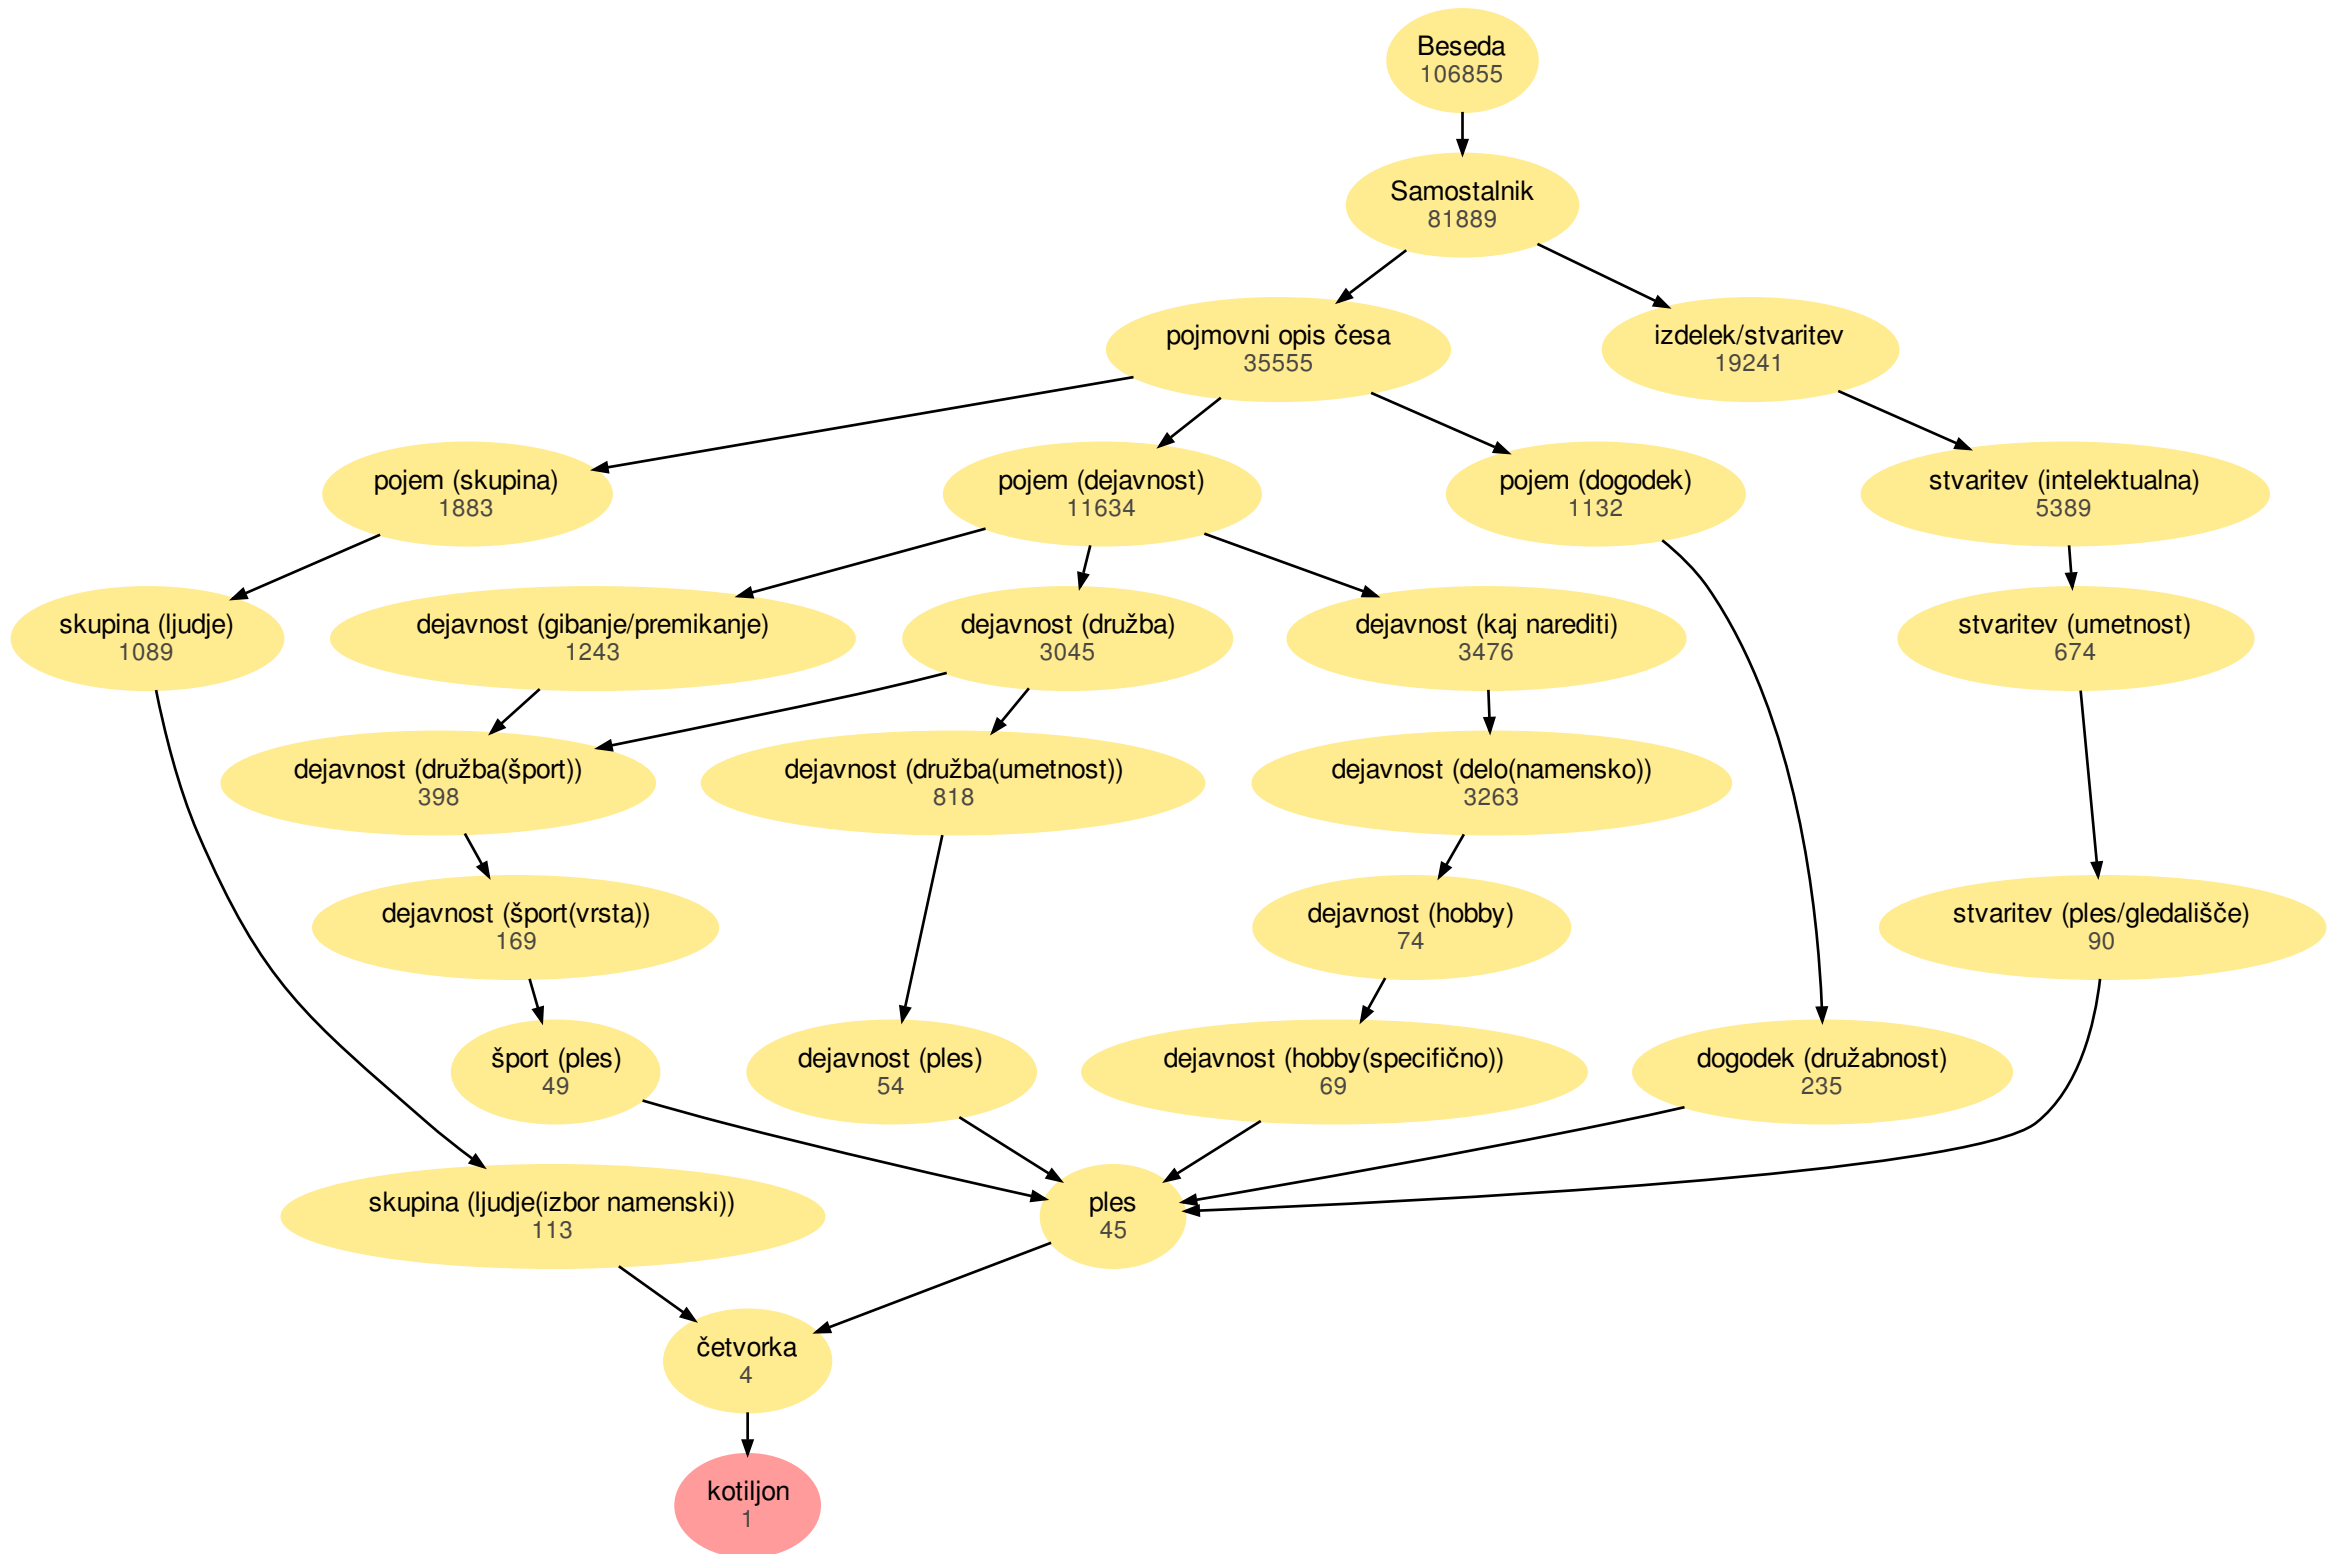 Beseda
106855
Samostalnik
81889
pojmovni opis česa
35555
izdelek/stvaritev
19241
pojem (skupina)
1883
pojem (dejavnost)
11634
pojem (dogodek)
1132
stvaritev (intelektualna)
5389
skupina (ljudje)
1089
dejavnost (gibanje/premikanje)
1243
dejavnost (družba)
3045
dejavnost (kaj narediti)
3476
stvaritev (umetnost)
674
dejavnost (družba(šport))
398
dejavnost (družba(umetnost))
818
dejavnost (delo(namensko))
3263
dejavnost (šport(vrsta))
169
dejavnost (hobby)
74
stvaritev (ples/gledališče)
90
šport (ples)
49
dejavnost (ples)
54
dejavnost (hobby(specifično))
69
dogodek (družabnost)
235
skupina (ljudje(izbor namenski))
113
ples
45
četvorka
4
kotiljon
1